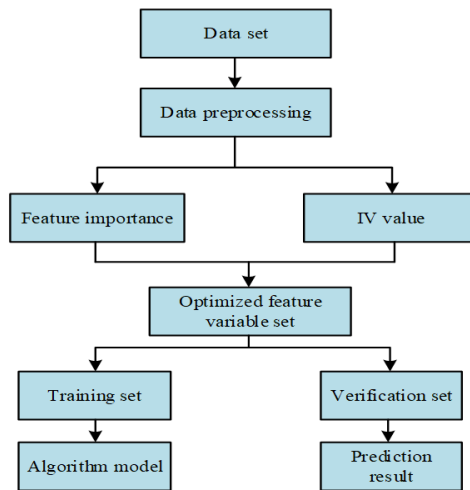 Data set
Data preprocessing
Feature importance
IV value
Optimized feature
variable set
Training set
Verification set
Algorithm model
Prediction
result